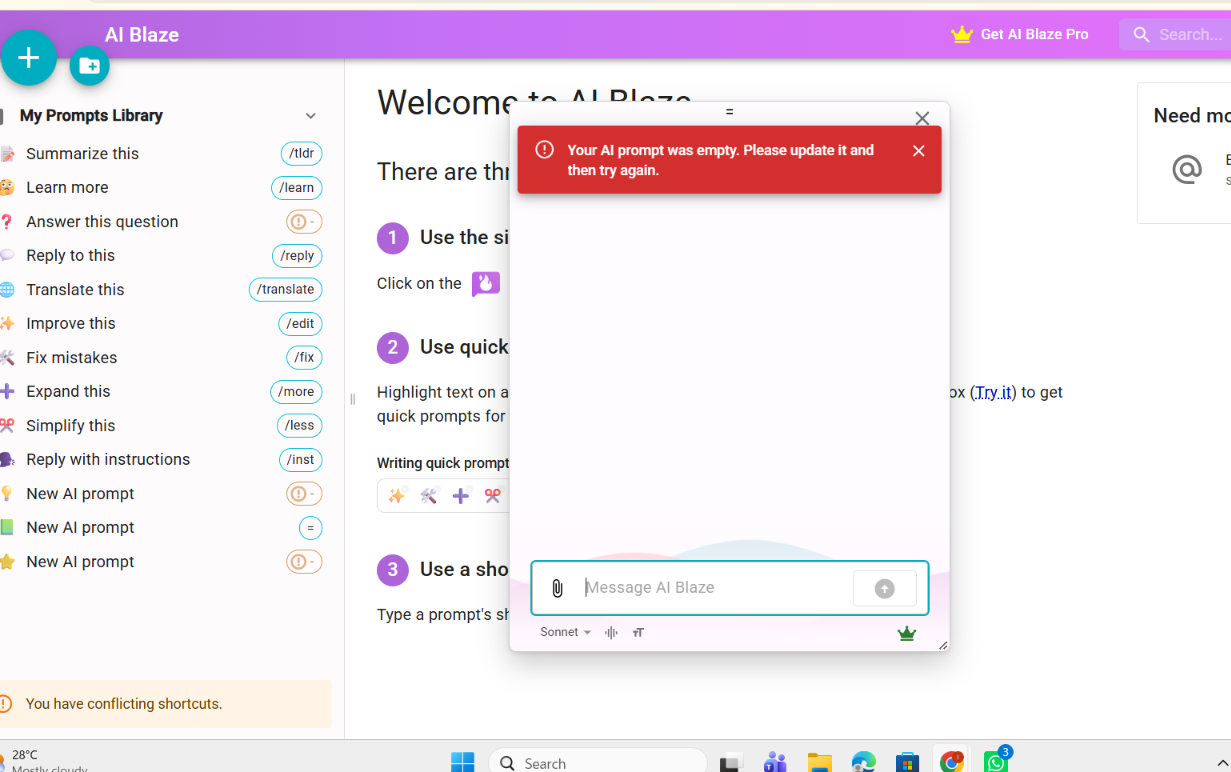 AI Blaze
Get AI Blaze Pro
Search...
My Prompts Library
Summarize this /tldr
Learn more /learn
Answer this question -
Reply to this /reply
Translate this /translate
Improve this /edit
Fix mistakes /fix
Expand this /more
Simplify this /less
Reply with instructions /inst
New AI prompt -
New AI prompt =
New AI prompt -
You have conflicting shortcuts.
Welcome to AI Blaze
There are
1 Use the
Click on the
2 Use quick
Highlight text on
ox (Try it) to get
quick prompts for
Writing quick prompt
3 Use a
Type a prompt's
=
Your AI prompt was empty. Please update it and
then try again.
Message AI Blaze
Sonnet
Need
28°C
Mostly cloudy
Search
3